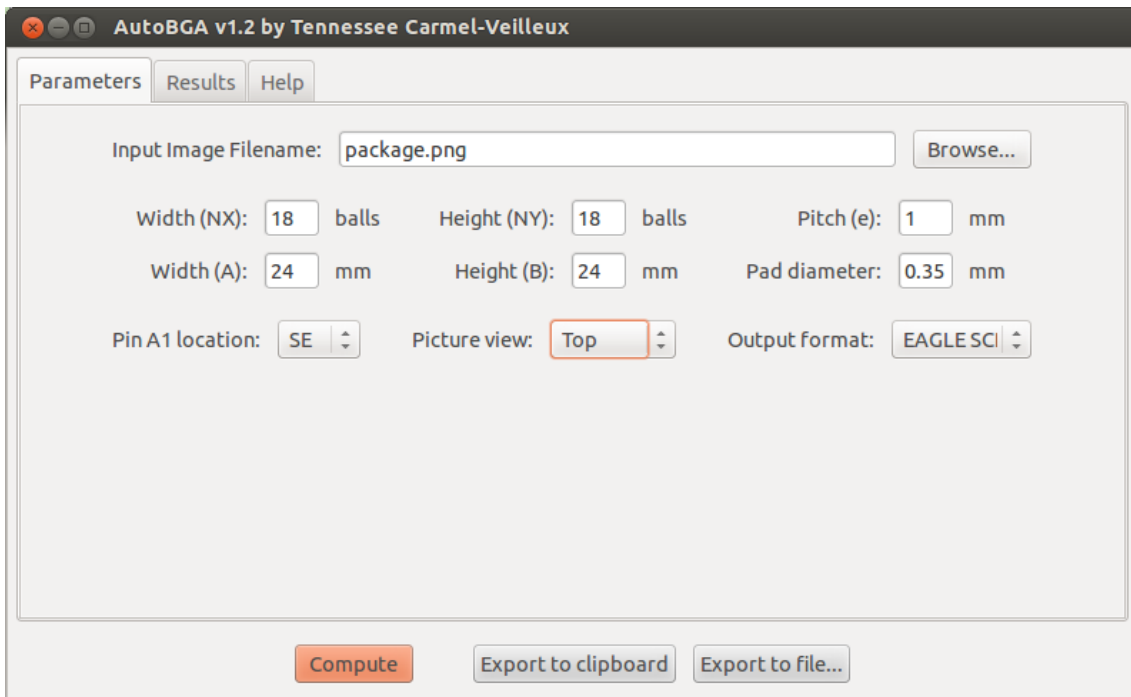 AutoBGA v1.2 by Tennessee Carmel-Veilleux
Parameters Results Help
Input Image Filename: package.png Browse...
Width (NX): 18 balls Height (NY): 18 balls Pitch (e): 1 mm
Width (A): 24 mm Height (B): 24 mm Pad diameter: 0.35 mm
Pin A1 location: SE Picture view: Top Output format: EAGLE SCI
Compute Export to clipboard Export to file...